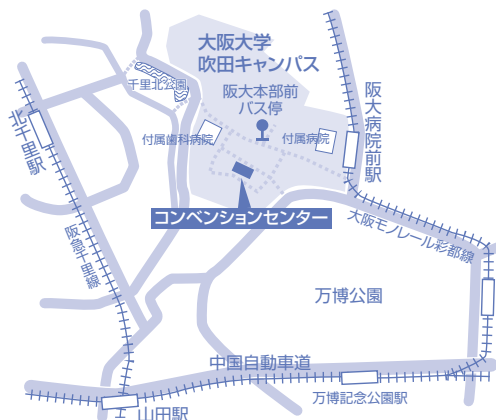 大阪大学
吹田キャンパス
千里北公園
阪大本部前
バス停
付属歯科病院
付属病院
阪大病院前駅
北千里駅
コンベンションセンター
大阪モノレール彩都線
阪急千里線
万博公園
中国自動車道
万博記念公園駅
山田駅